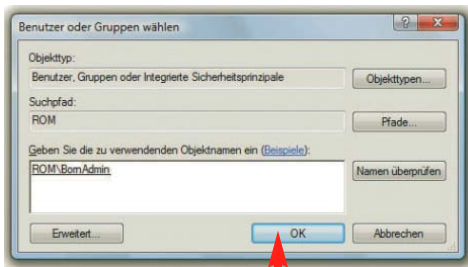 Benutzer oder Gruppen wählen
Objekttyp:
Benutzer, Gruppen oder Integrierte Sicherheitsprinzipale
Objekttypen...
Suchpfad:
ROM
Pfade...
Geben Sie die zu verwendenden Objektnamen ein (Beispiele):
ROM\BornAdmin
Namen überprüfen
Erweitert...
OK
Abbrechen